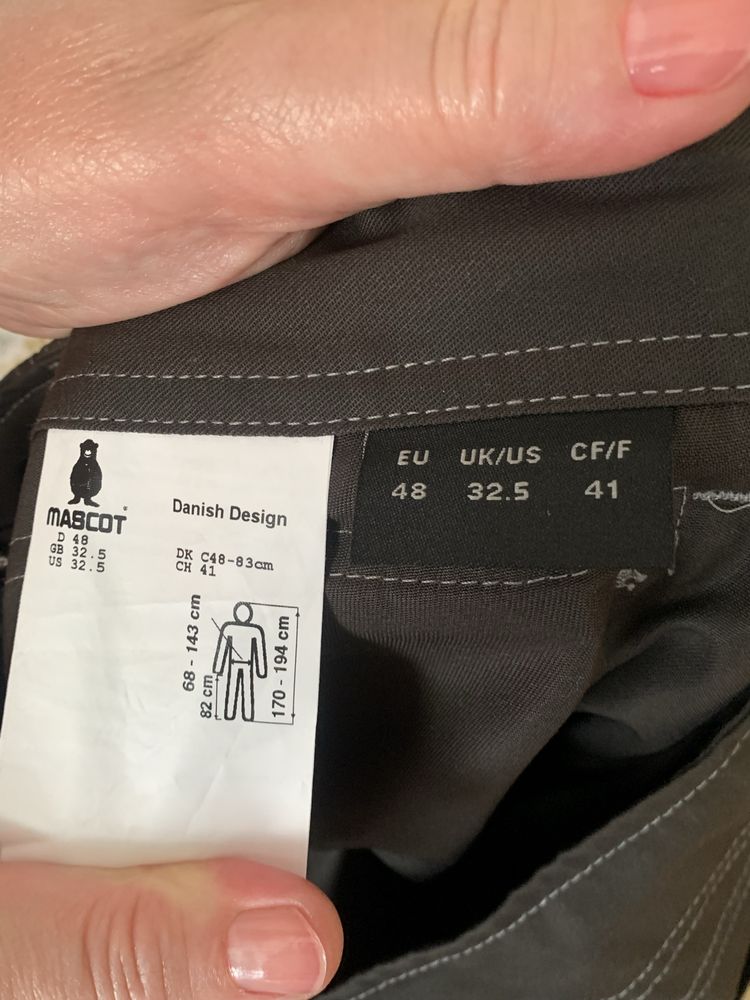 MASCOT®
D 48
GB 32.5
US 32.5
Danish Design
DK C48-83cm
CH 41
68 - 143 cm
82 cm
170 - 194 cm
EU UK/US CF/F
48 32.5 41